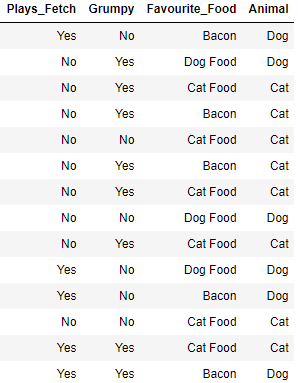 Plays_Fetch Grumpy Favourite_Food Animal
Yes No Bacon Dog
No Yes Dog Food Dog
No Yes Cat Food Cat
No Yes Bacon Cat
No No Cat Food Cat
No Yes Bacon Cat
No Yes Cat Food Cat
No No Dog Food Dog
No Yes Cat Food Cat
Yes No Dog Food Dog
Yes No Bacon Dog
No No Cat Food Cat
Yes Yes Cat Food Cat
Yes Yes Bacon Dog